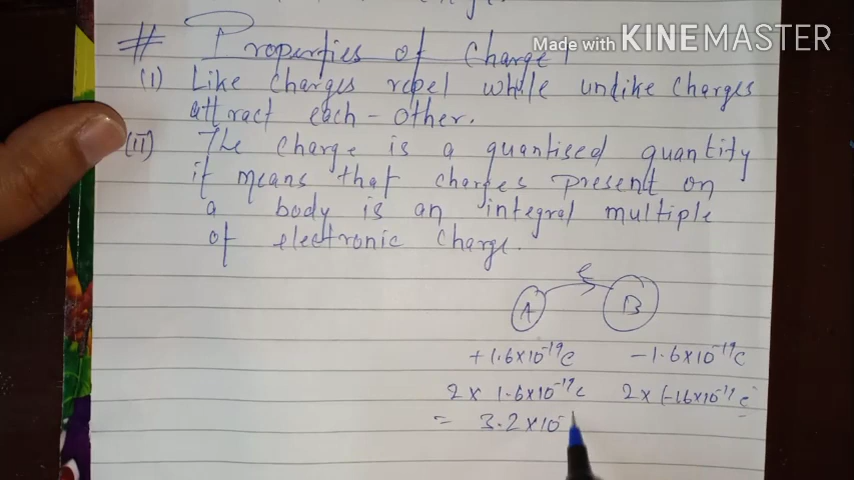 # Properties of Charge
Made with KINEMASTER
(i) Like charges repel while unlike charges
attract each-other.
(ii) The charge is a quantised quantity
it means that charges present on
a body is an integral multiple
of electronic charge.
e
A B
+1.6×10⁻¹⁹C -1.6×10⁻¹⁹C
2× 1.6×10⁻¹⁹C 2× (-1.6×10⁻¹⁹C
= 3.2×10⁻